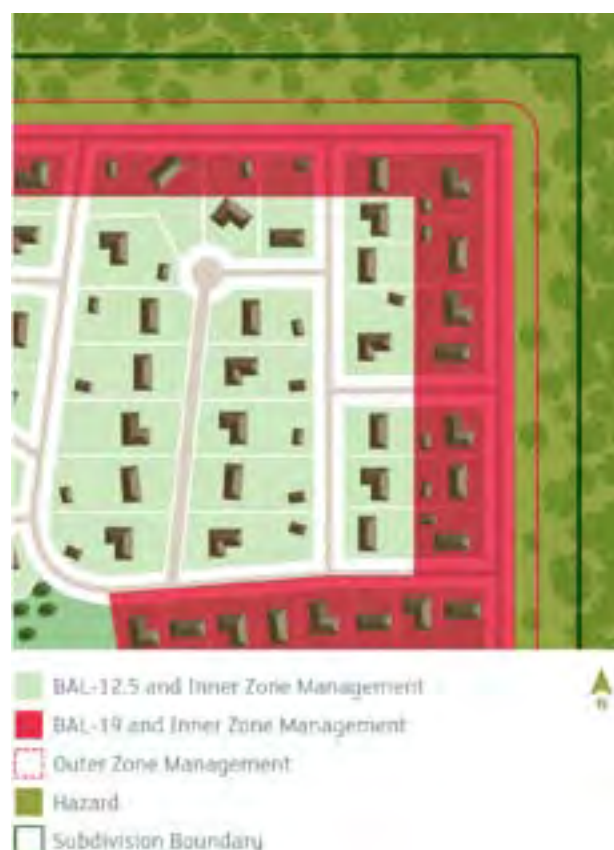 BAL-12.5 and Inner Zone Management
BAL-19 and Inner Zone Management
Outer Zone Management
Hazard
Subdivision Boundary
N